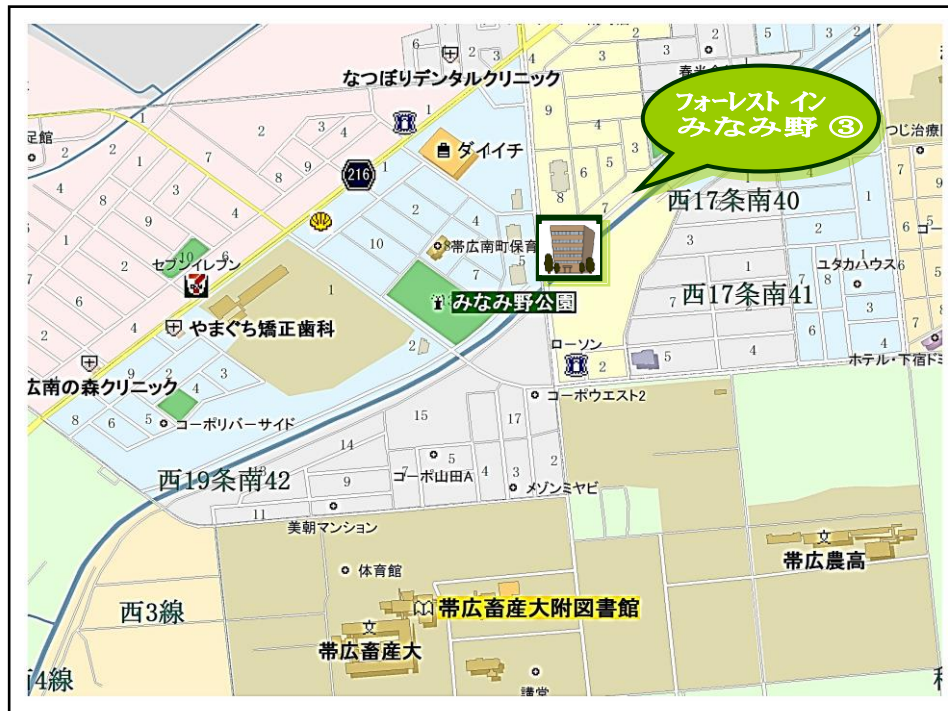 なつぼりデンタルクリニック
フォーレスト イン
みなみ野 ③
つじ治療院
ダイイチ
216
西17条南40
帯広南町保育
セブンイレブン
みなみ野公園
西17条南41
ユタカハウス
やまぐち矯正歯科
ローソン
ホテル・下宿ドミ
広南の森クリニック
コーポリバーサイド
コーポウエスト2
西19条南42
コーポ山田A
メゾンミヤビ
美朝マンション
体育館
帯広農高
西3線
帯広畜産大附図書館
帯広畜産大
4線
講堂